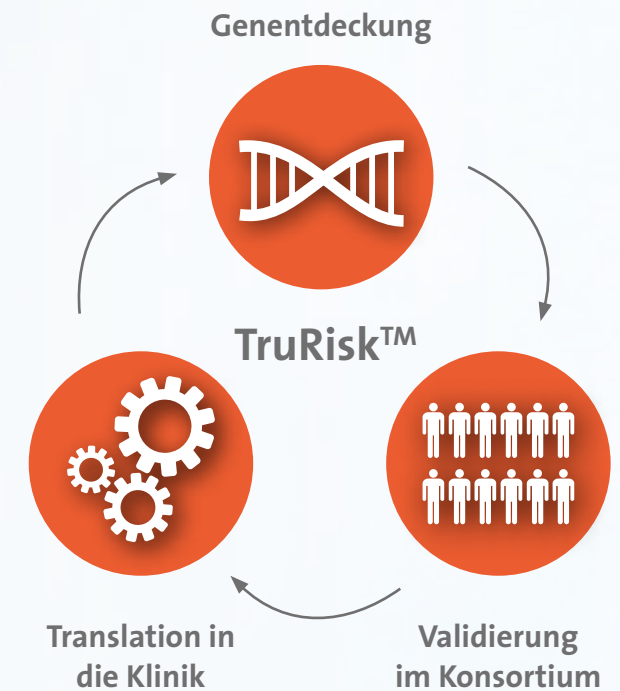 Genentdeckung
TruRisk™
Translation in
die Klinik
Validierung
im Konsortium